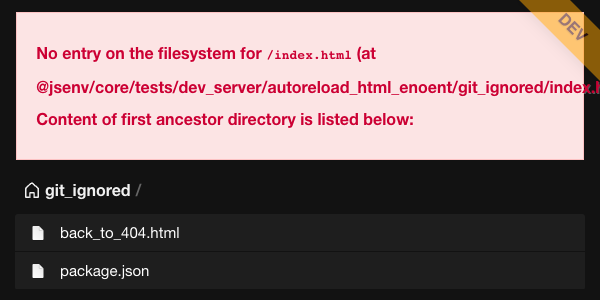 DEV
No entry on the filesystem for /index.html (at
@jsenv/core/tests/dev_server/autoreload_html_enoent/git_ignored/index.h
Content of first ancestor directory is listed below:
git_ignored /
back_to_404.html
package.json